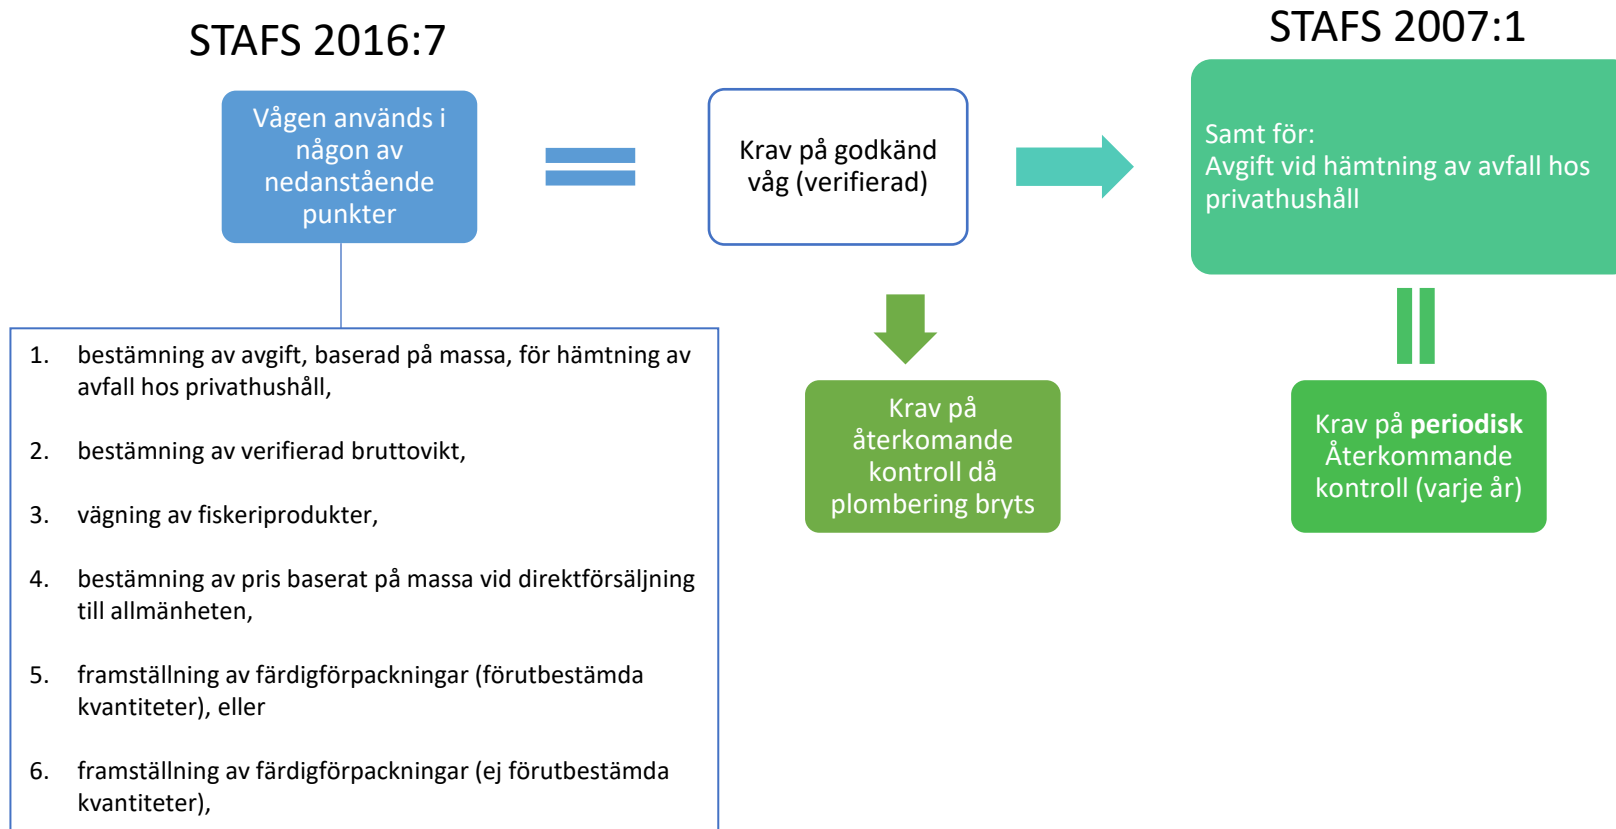 STAFS 2016:7
STAFS 2007:1
Vågen används i
någon av
nedanstående
punkter
Krav på godkänd
våg (verifierad)
Samt för:
Avgift vid hämtning av avfall hos
privathushåll
1. bestämning av avgift, baserad på massa, för hämtning av
avfall hos privathushåll,
2. bestämning av verifierad bruttovikt,
3. vägning av fiskeriprodukter,
4. bestämning av pris baserat på massa vid direktförsäljning
till allmänheten,
5. framställning av färdigförpackningar (förutbestämda
kvantiteter), eller
6. framställning av färdigförpackningar (ej förutbestämda
kvantiteter),
Krav på
återkomande
kontroll då
plombering bryts
Krav på periodisk
Återkommande
kontroll (varje år)